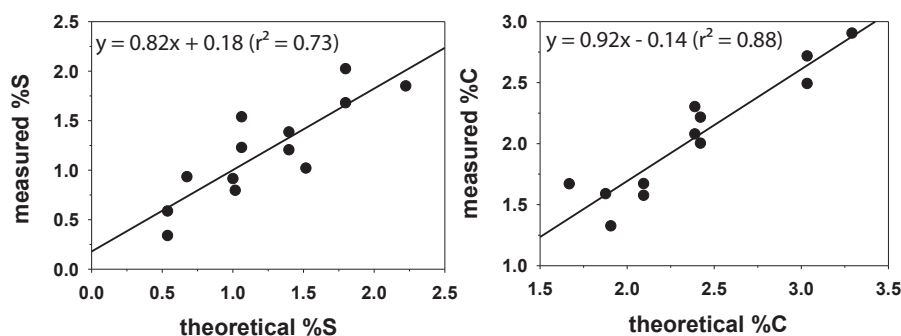 y = 0.82x + 0.18 (r² = 0.73)
measured %S
2.5
2.0
1.5
1.0
0.5
0.0
0.0 0.5 1.0 1.5 2.0 2.5
theoretical %S
y = 0.92x - 0.14 (r² = 0.88)
measured %C
3.0
2.5
2.0
1.5
1.0
1.5 2.0 2.5 3.0 3.5
theoretical %C